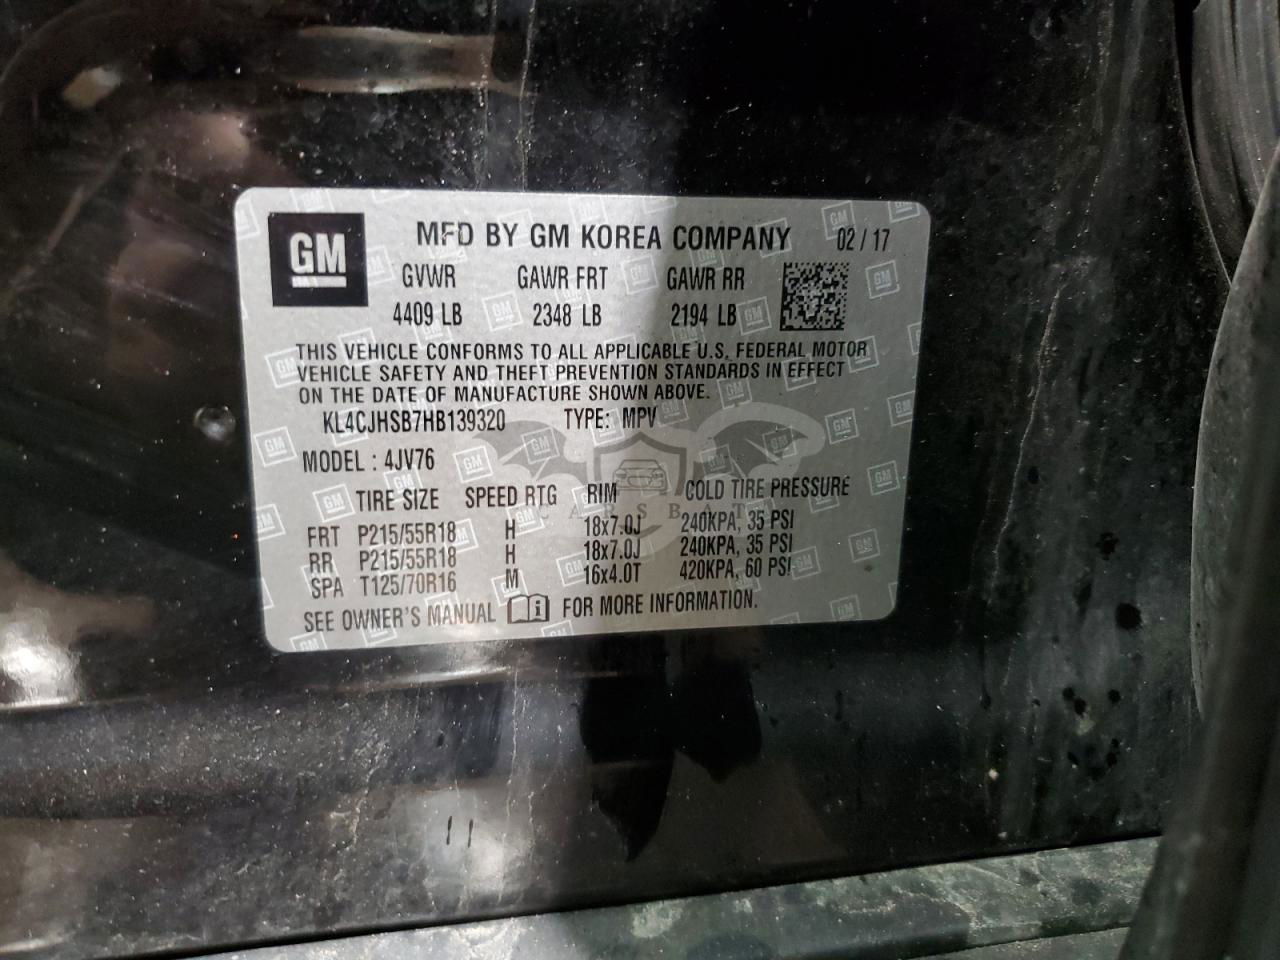 GM
MFD BY GM KOREA COMPANY 02/17
GVWR GAWR FRT GAWR RR
4409 LB 2348 LB 2194 LB
THIS VEHICLE CONFORMS TO ALL APPLICABLE U.S. FEDERAL MOTOR
VEHICLE SAFETY AND THEFT PREVENTION STANDARDS IN EFFECT
ON THE DATE OF MANUFACTURE SHOWN ABOVE.
KL4CJHSB7HB139320 TYPE: MPV
MODEL : 4JV76
TIRE SIZE SPEED RTG RIM COLD TIRE PRESSURE
CARSBAT
FRT P215/55R18 H 18x7.0J 240KPA, 35 PSI
RR P215/55R18 H 18x7.0J 240KPA, 35 PSI
SPA T125/70R16 M 16x4.0T 420KPA, 60 PSI
SEE OWNER'S MANUAL FOR MORE INFORMATION.